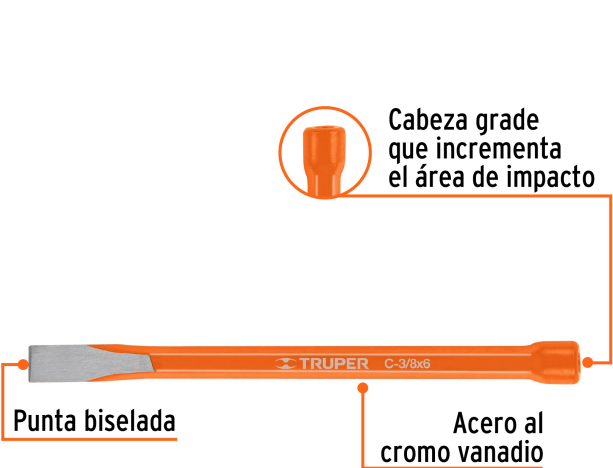 Cabeza grade
que incrementa
el área de impacto
TRUPER C-3/8x6
Punta biselada
Acero al
cromo vanadio